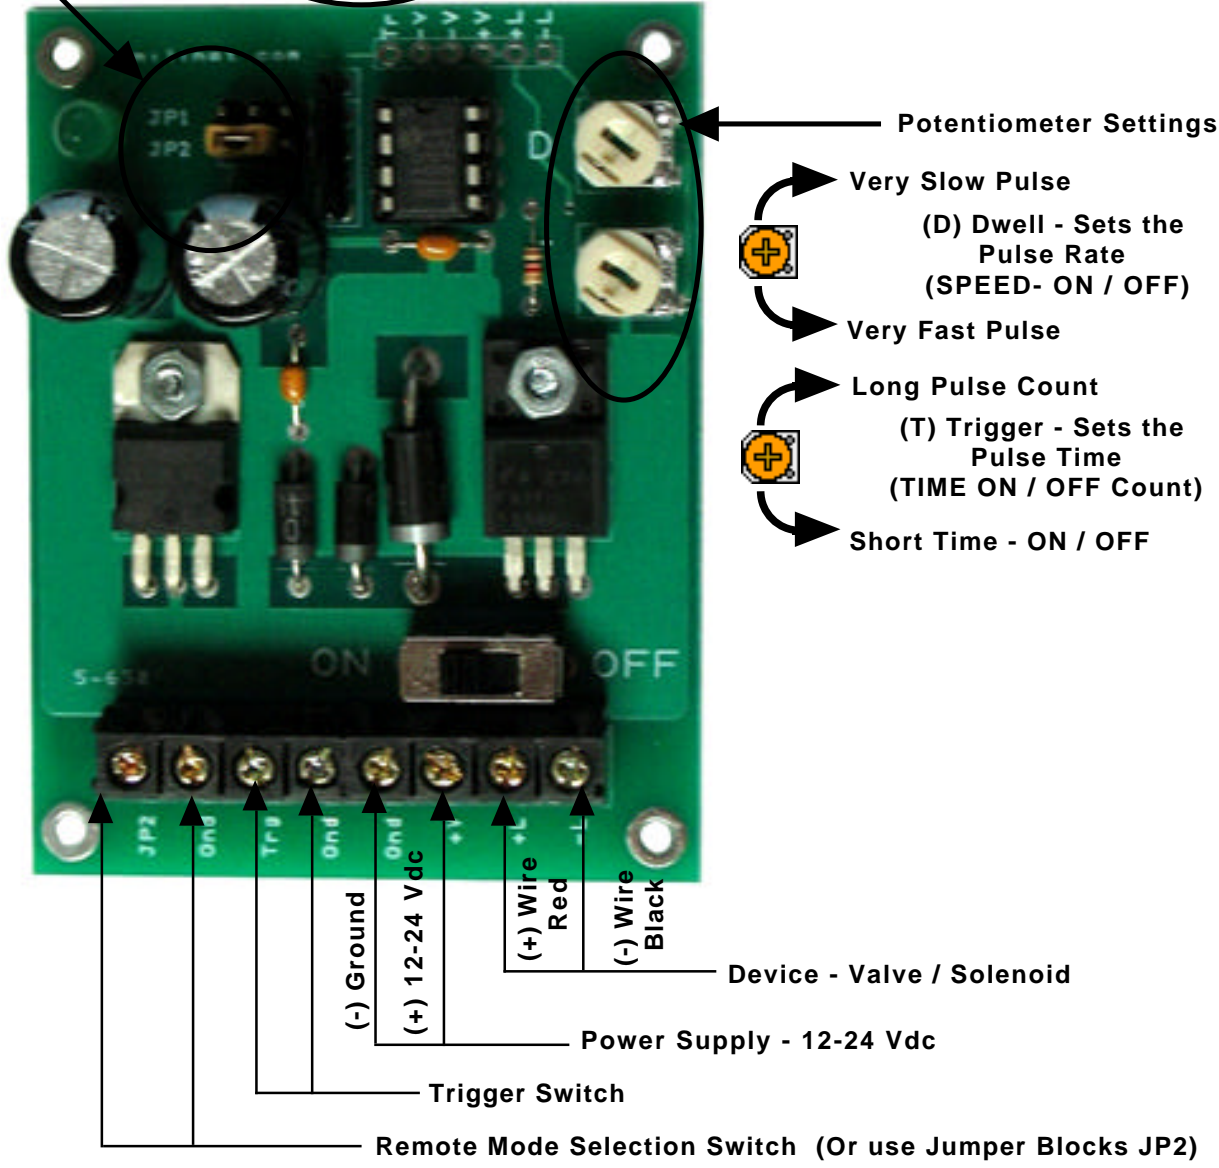 Tr -V -V +V +L -L
JP1
JP2
D
Potentiometer Settings
Very Slow Pulse
(D) Dwell - Sets the
Pulse Rate
(SPEED- ON / OFF)
Very Fast Pulse
Long Pulse Count
(T) Trigger - Sets the
Pulse Time
(TIME ON / OFF Count)
Short Time - ON / OFF
ON OFF
JP2 Gnd Trg Gnd Gnd +V +L -L
(-) Ground
(+) 12-24 Vdc
(+) Wire
Red
(-) Wire
Black
Device - Valve / Solenoid
Power Supply - 12-24 Vdc
Trigger Switch
Remote Mode Selection Switch (Or use Jumper Blocks JP2)